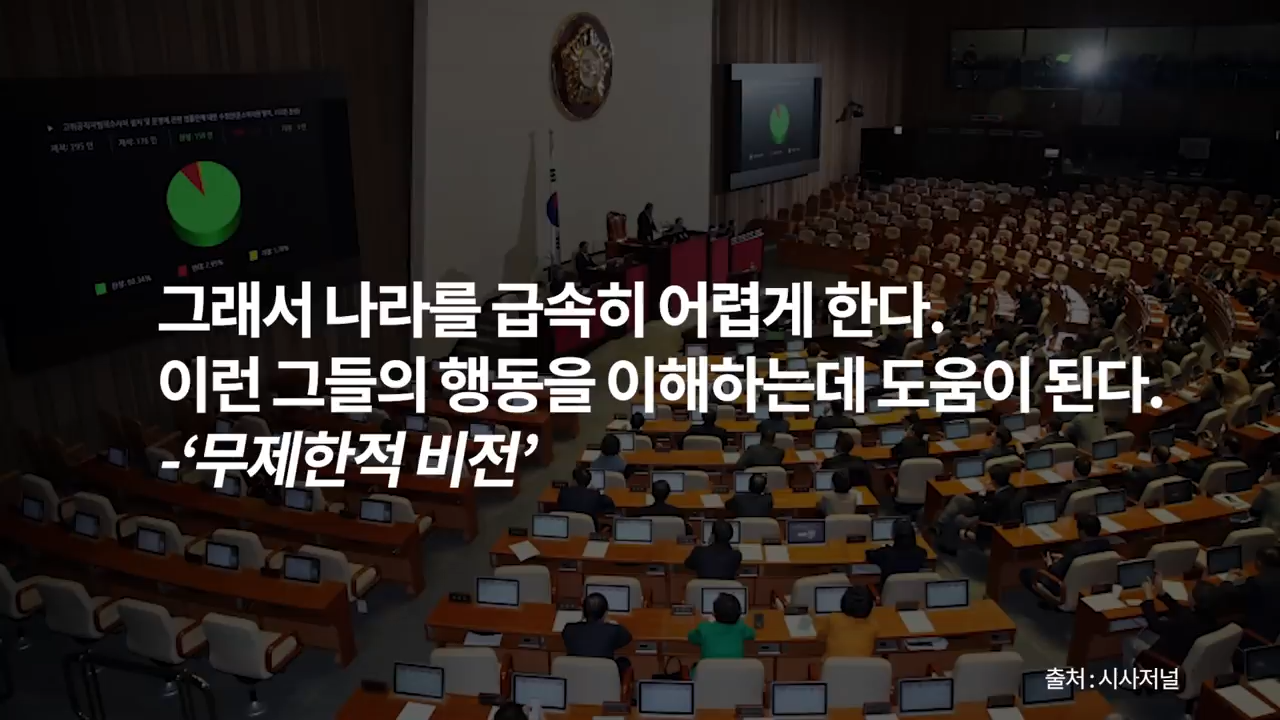 그래서 나라를 급속히 어렵게 한다.
이런 그들의 행동을 이해하는데 도움이 된다.
-‘무제한적 비전’
출처 : 시사저널